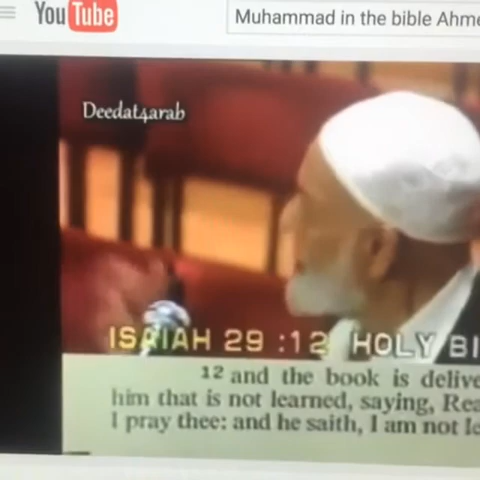 YouTube
Muhammad in the bible Ahme
Deedat4arab
ISAIAH 29 :12 HOLY BI
12 and the book is delive
him that is not learned, saying, Rea
I pray thee: and he saith, I am not le